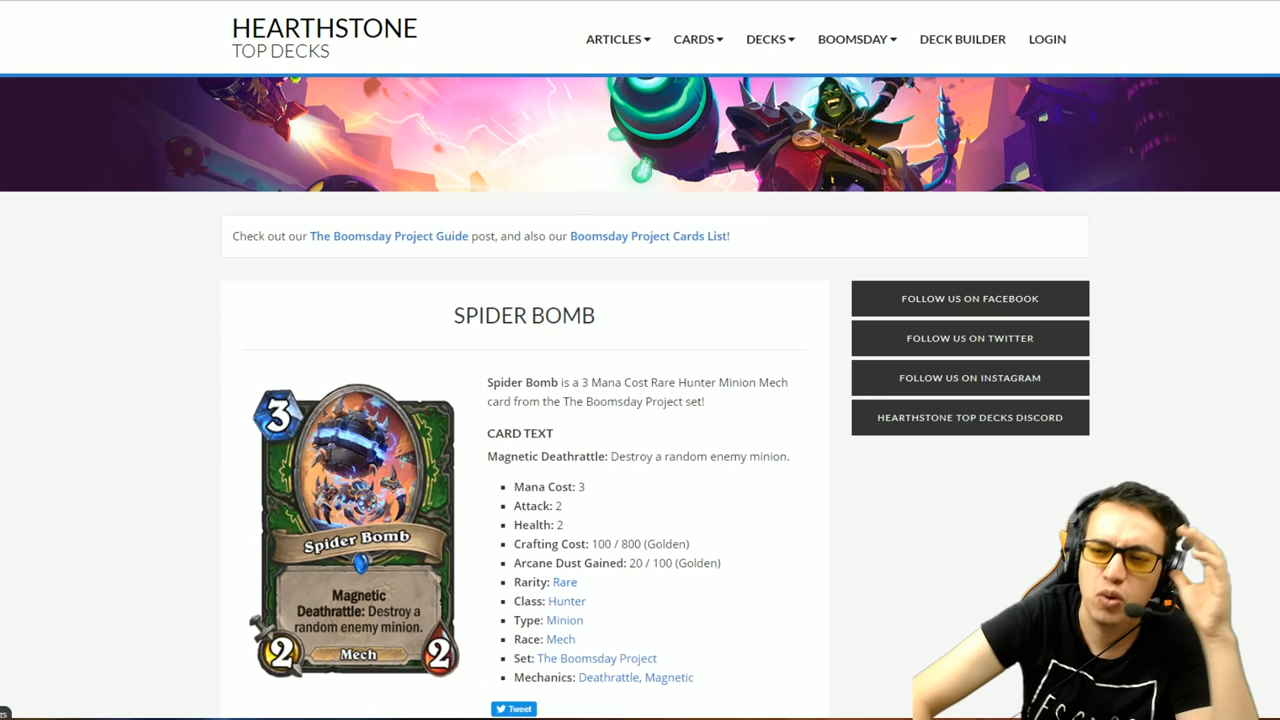 HEARTHSTONE
TOP DECKS
ARTICLES
CARDS
DECKS
BOOMSDAY
DECK BUILDER
LOGIN
Check out our The Boomsday Project Guide post, and also our Boomsday Project Cards List!
SPIDER BOMB
3
Spider Bomb
Magnetic
Deathrattle: Destroy a
random enemy minion.
2
Mech
2
Spider Bomb is a 3 Mana Cost Rare Hunter Minion Mech
card from the The Boomsday Project set!
CARD TEXT
Magnetic Deathrattle: Destroy a random enemy minion.
Mana Cost: 3
Attack: 2
Health: 2
Crafting Cost: 100 / 800 (Golden)
Arcane Dust Gained: 20 / 100 (Golden)
Rarity: Rare
Class: Hunter
Type: Minion
Race: Mech
Set: The Boomsday Project
Mechanics: Deathrattle, Magnetic
Tweet
FOLLOW US ON FACEBOOK
FOLLOW US ON TWITTER
FOLLOW US ON INSTAGRAM
HEARTHSTONE TOP DECKS DISCORD